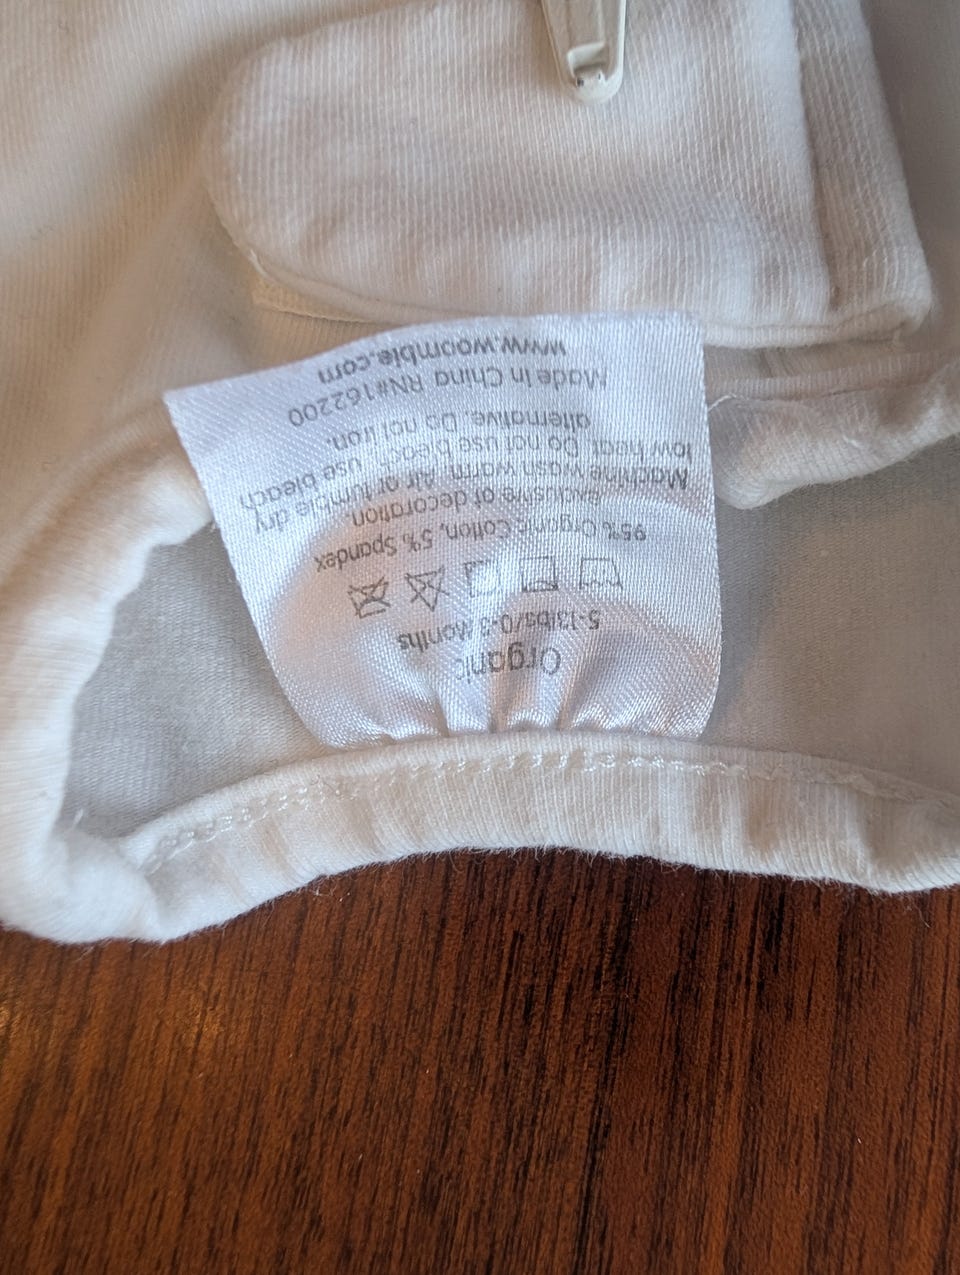 Organic
5-13lbs/0-3 Months
95% Organic Cotton, 5% Spandex
exclusive of decoration.
Machine wash warm. Air or tumble dry
low heat. Do not use bleach, use bleach
alternative. Do not iron.
Made In China RN#162200
www.woombie.com